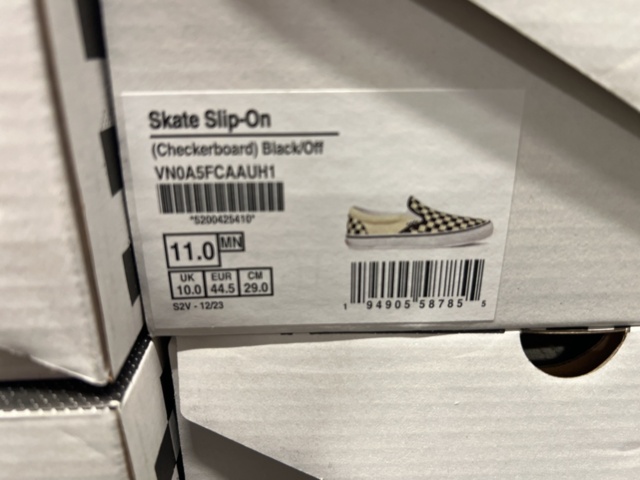 Skate Slip-On
(Checkerboard) Black/Off
VN0A5FCAAUH1
*5200425410*
11.0 MN
UK EUR CM
10.0 44.5 29.0
S2V - 12/23
1 94905 58785 5